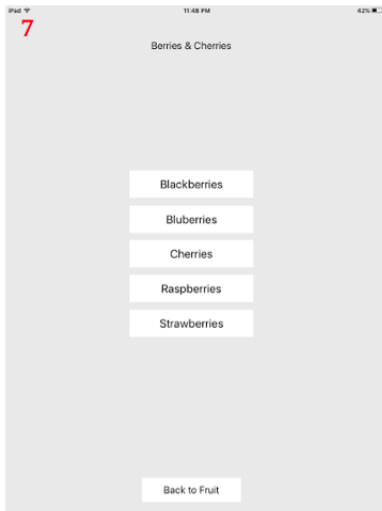 iPad 11:48 PM 42%
7
Berries & Cherries
Blackberries
Bluberries
Cherries
Raspberries
Strawberries
Back to Fruit